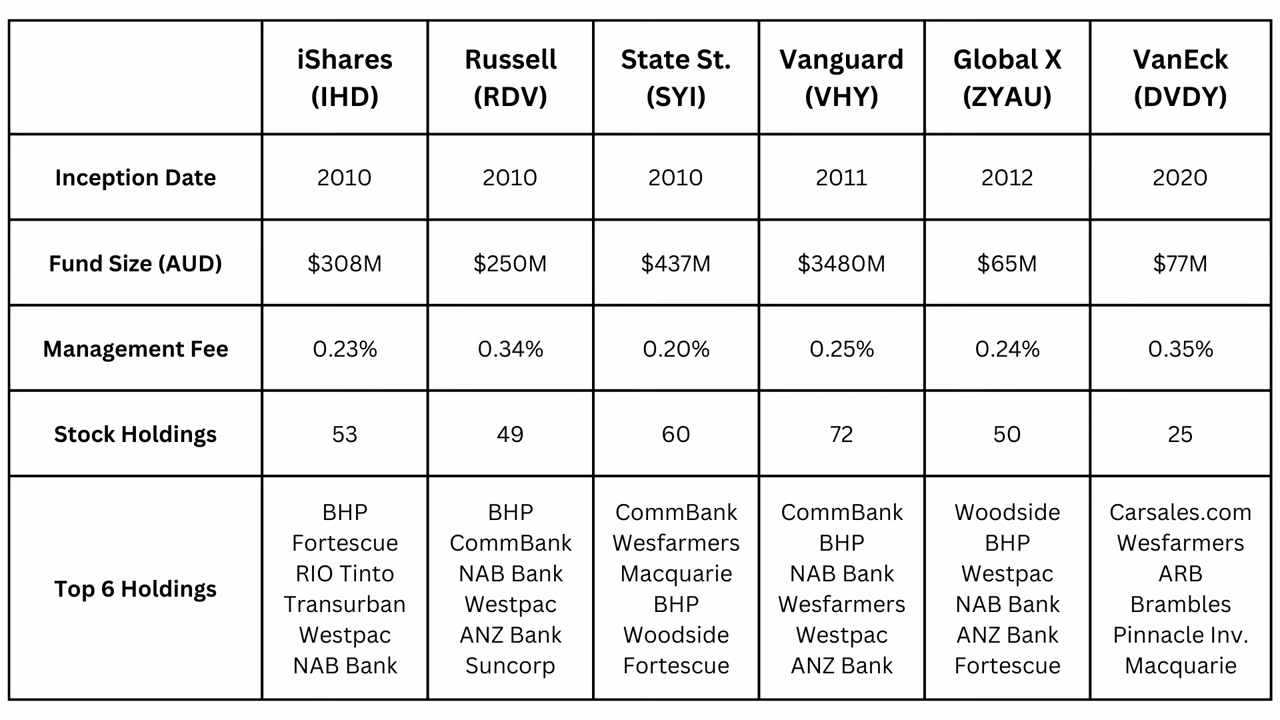 iShares (IHD) Russell (RDV) State St. (SYI) Vanguard (VHY) Global X (ZYAU) VanEck (DVDY)
Inception Date 2010 2010 2010 2011 2012 2020
Fund Size (AUD) $308M $250M $437M $3480M $65M $77M
Management Fee 0.23% 0.34% 0.20% 0.25% 0.24% 0.35%
Stock Holdings 53 49 60 72 50 25
Top 6 Holdings
BHP BHP CommBank CommBank Woodside Carsales.com
Fortescue CommBank Wesfarmers BHP BHP Wesfarmers
RIO Tinto NAB Bank Macquarie NAB Bank Westpac ARB
Transurban Westpac BHP Wesfarmers NAB Bank Brambles
Westpac ANZ Bank Woodside Westpac ANZ Bank Pinnacle Inv.
NAB Bank Suncorp Fortescue ANZ Bank Fortescue Macquarie